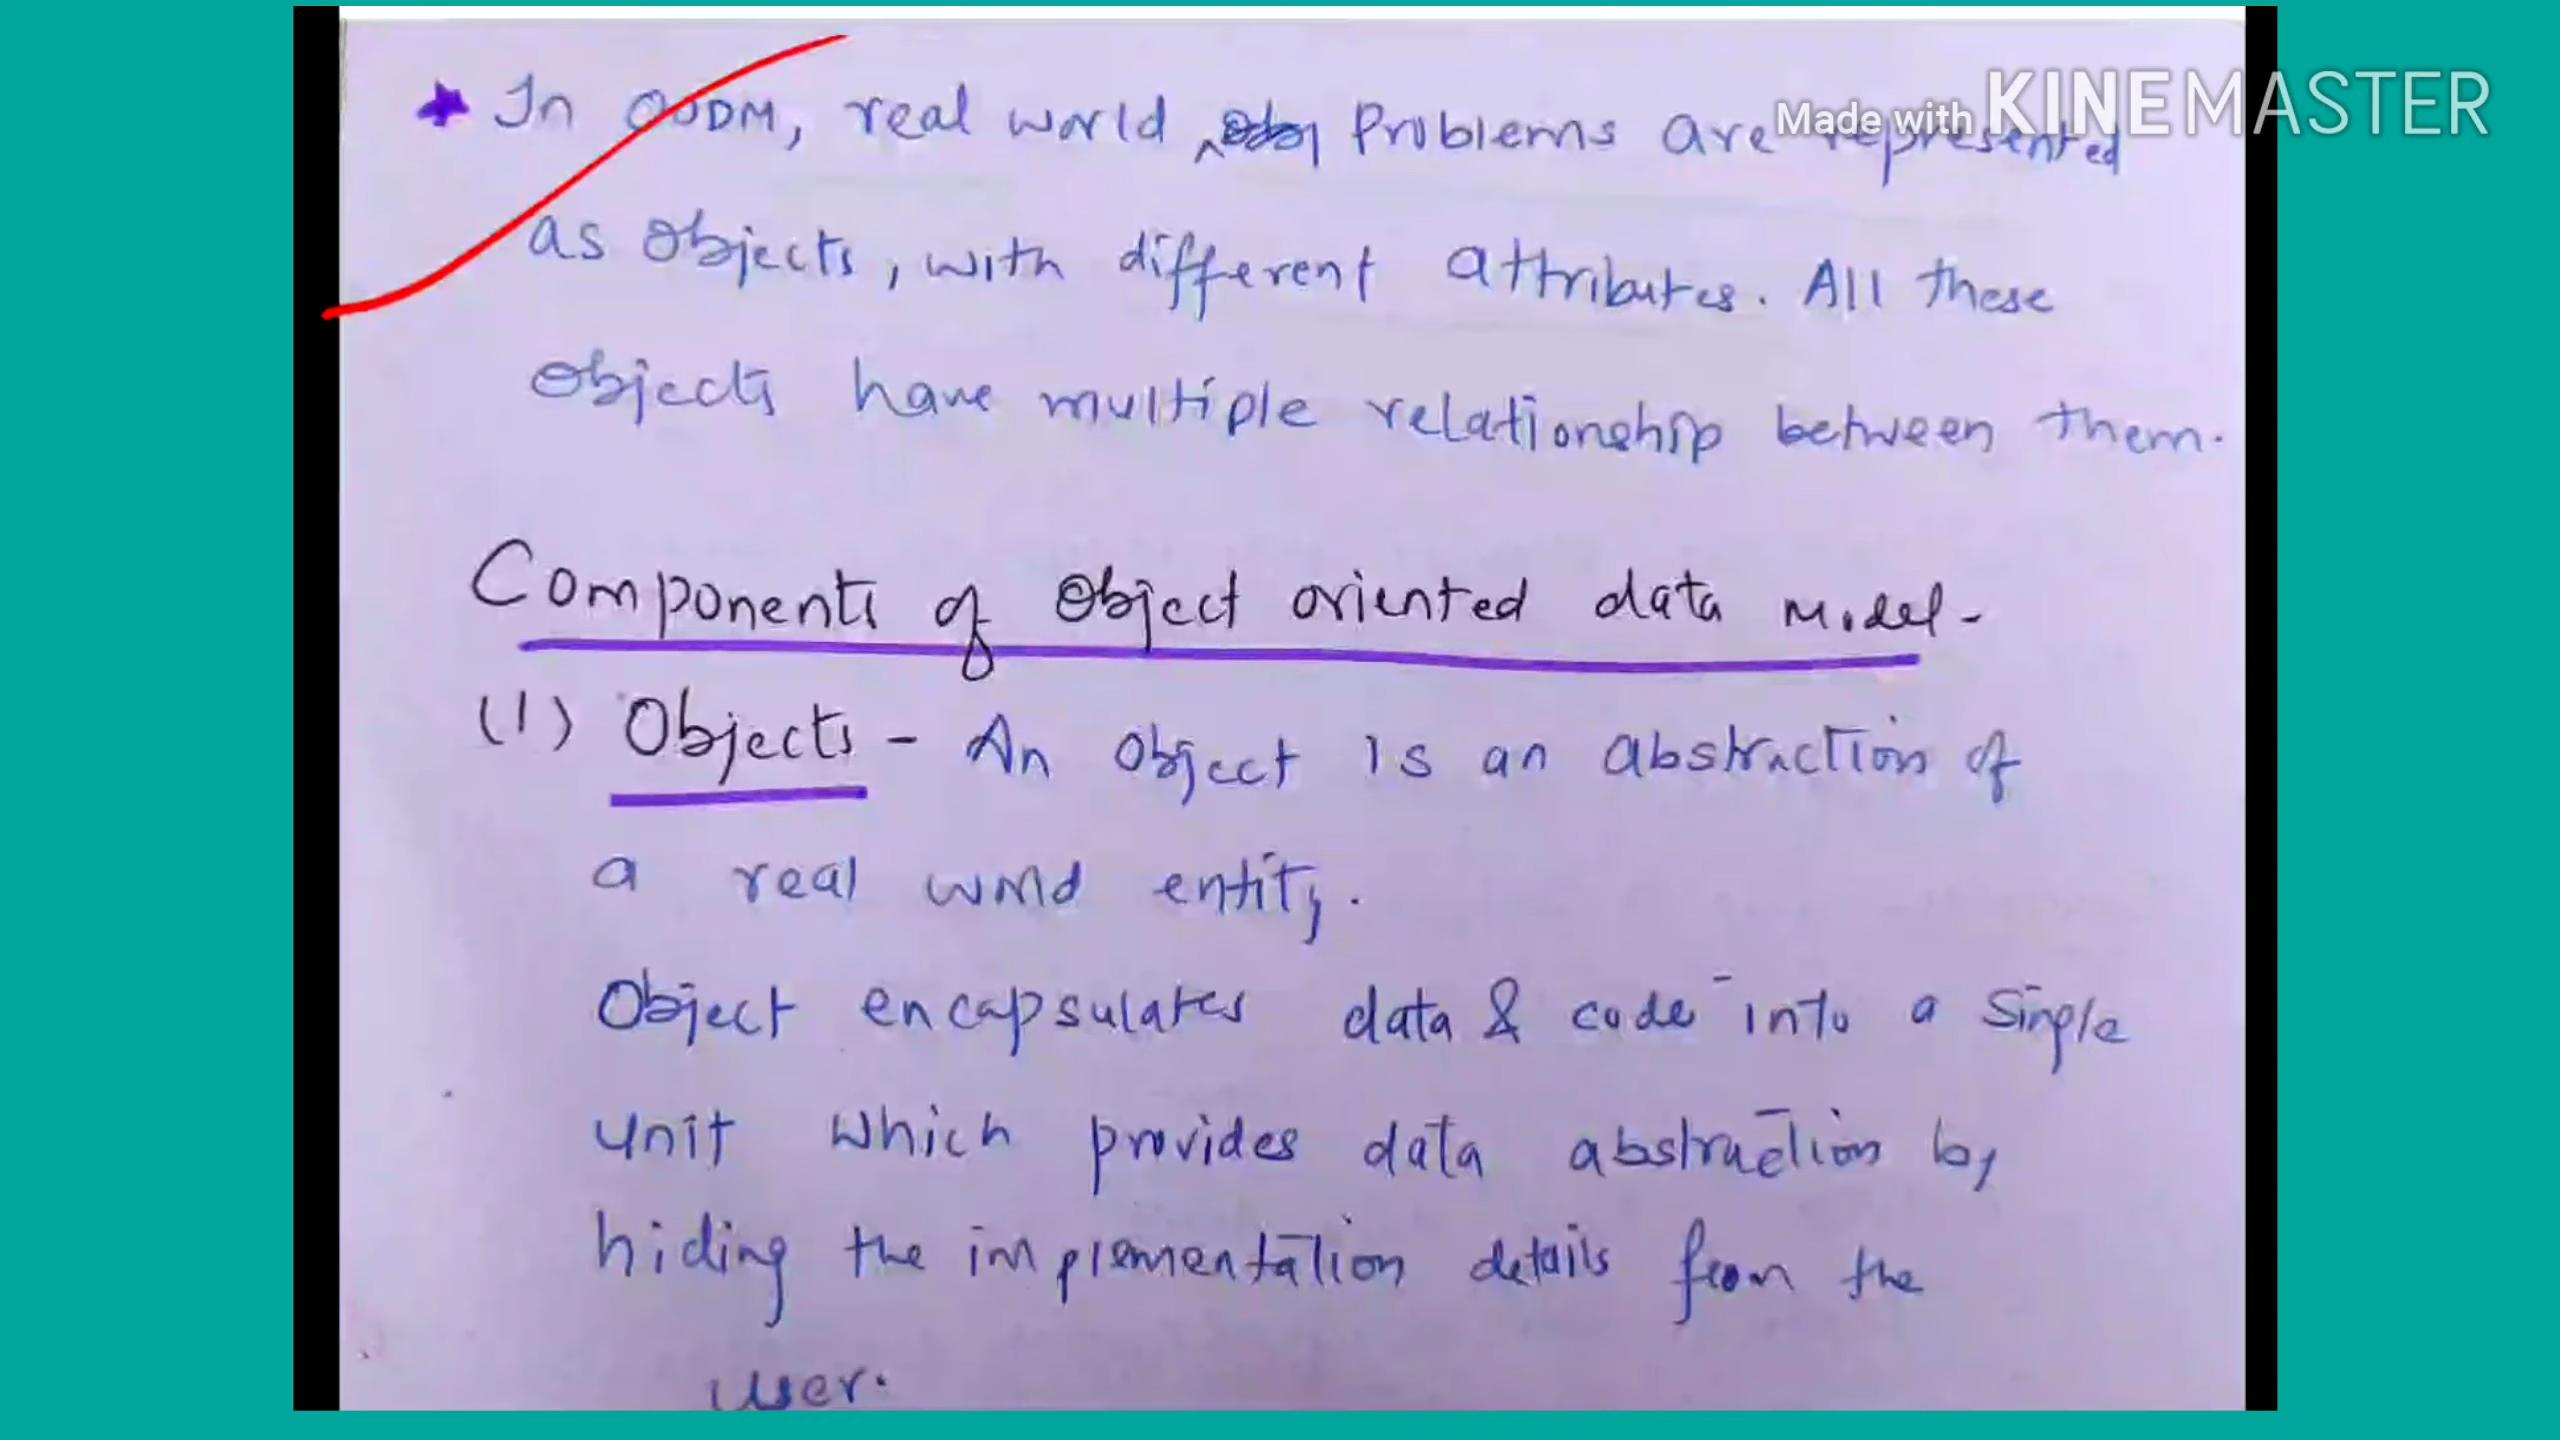 ★ In OODM, real world Problems are represented
Made with KINEMASTER
as objects, with different attributes. All these
objects have multiple relationship between them.
Components of object oriented data model-
(1) Objects - An object is an abstraction of
a real world entity.
Object encapsulates data & code into a single
unit which provides data abstraction by
hiding the implementation details from the
user.